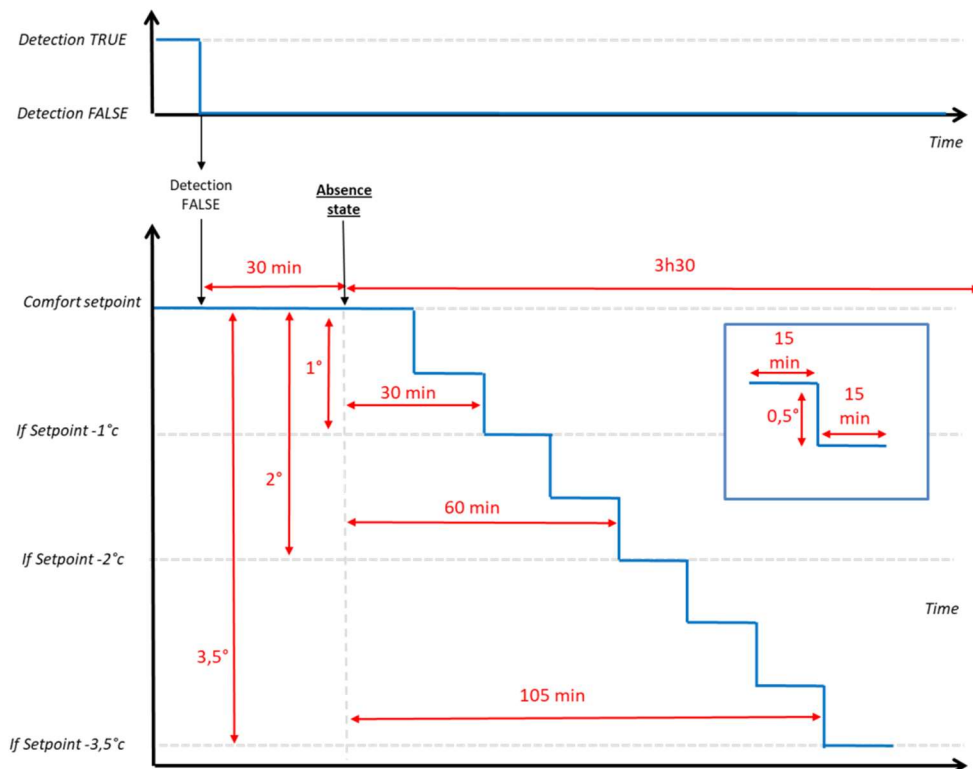 Detection TRUE
Detection FALSE
Time
Detection
FALSE
Absence
state
30 min
3h30
Comfort setpoint
15
min
1°
15
min
30 min
0,5°
If Setpoint -1°c
2°
60 min
If Setpoint -2°c
Time
3,5°
105 min
If Setpoint -3,5°c